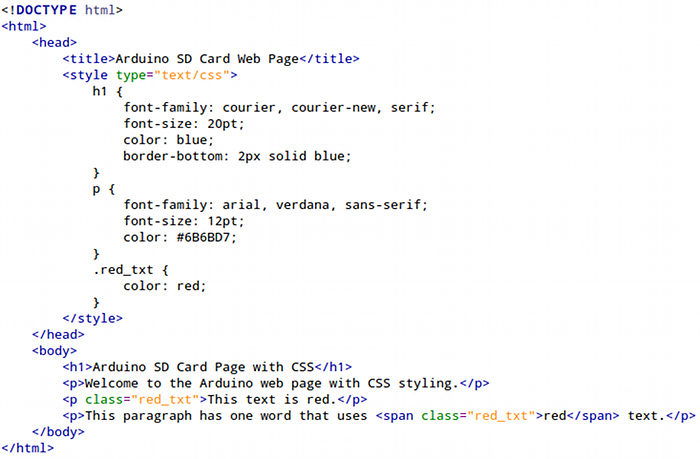 <!DOCTYPE html>
<html>
    <head>
        <title>Arduino SD Card Web Page</title>
        <style type="text/css">
            h1 {
                font-family: courier, courier-new, serif;
                font-size: 20pt;
                color: blue;
                border-bottom: 2px solid blue;
            }
            p {
                font-family: arial, verdana, sans-serif;
                font-size: 12pt;
                color: #6B6BD7;
            }
            .red_txt {
                color: red;
            }
        </style>
    </head>
    <body>
        <h1>Arduino SD Card Page with CSS</h1>
        <p>Welcome to the Arduino web page with CSS styling.</p>
        <p class="red_txt">This text is red.</p>
        <p>This paragraph has one word that uses <span class="red_txt">red</span> text.</p>
    </body>
</html>